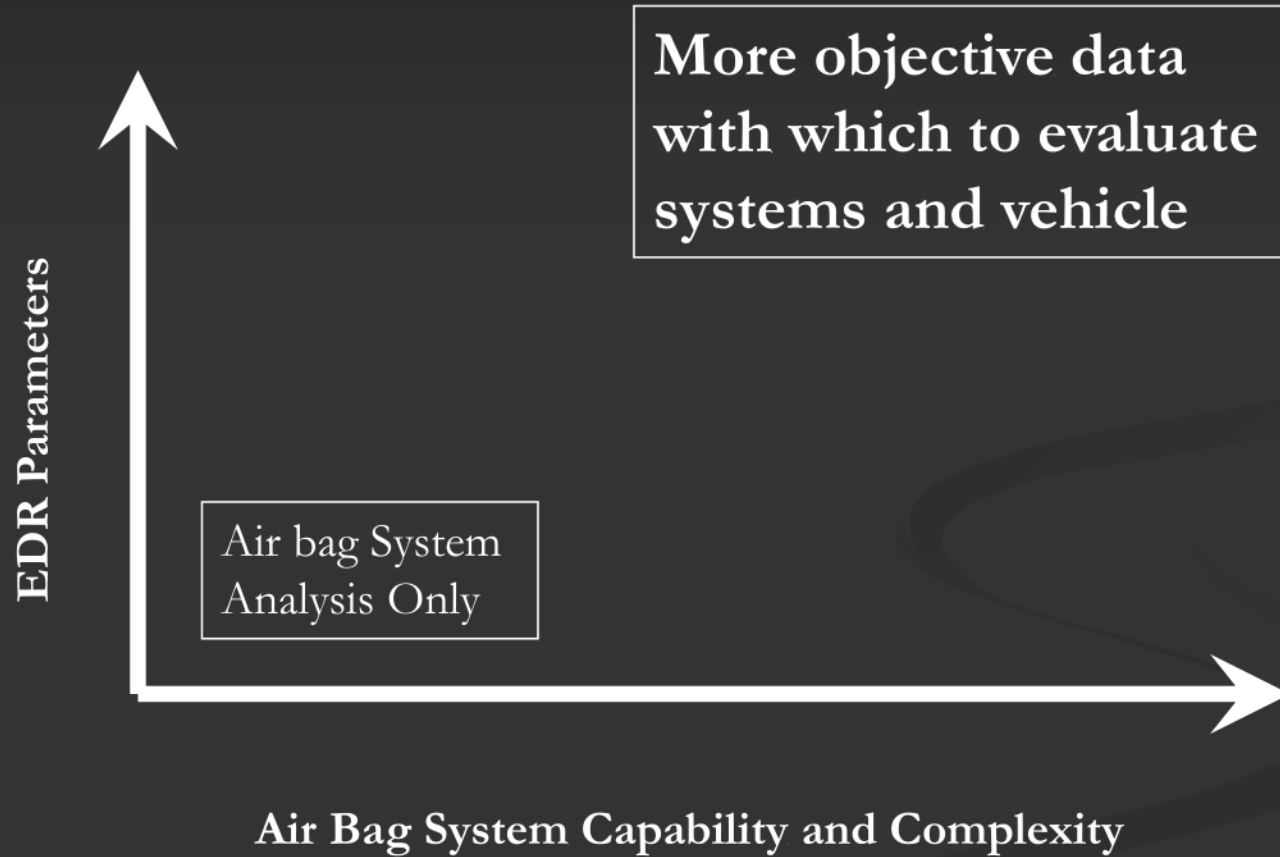 More objective data
with which to evaluate
systems and vehicle
EDR Parameters
Air bag System
Analysis Only
Air Bag System Capability and Complexity